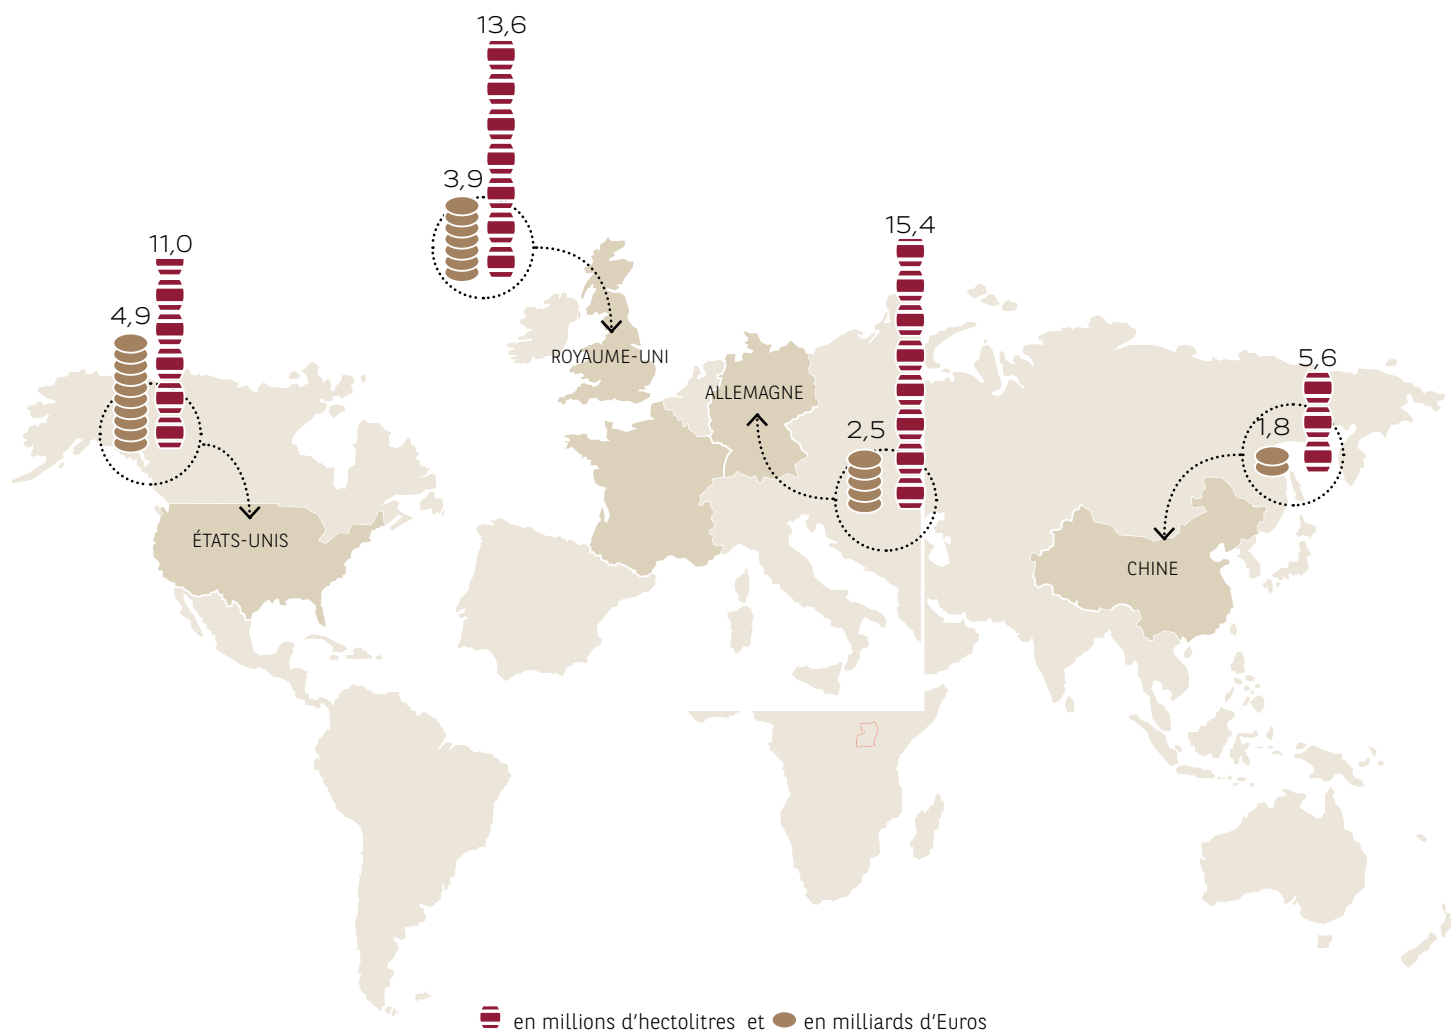 13,6
3,9
11,0
4,9
15,4
2,5
5,6
1,8
ROYAUME-UNI
ALLEMAGNE
ÉTATS-UNIS
CHINE
en millions d'hectolitres et en milliards d'Euros